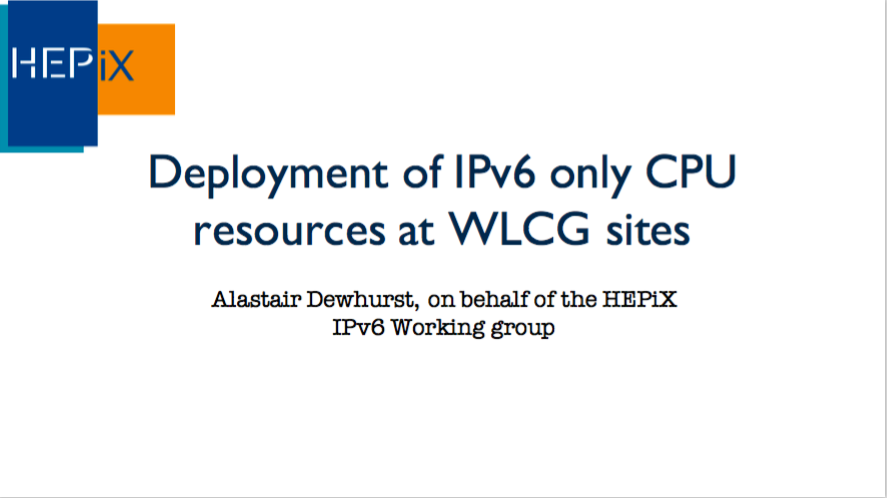 HEPiX
Deployment of IPv6 only CPU
resources at WLCG sites
Alastair Dewhurst, on behalf of the HEPiX
IPv6 Working group